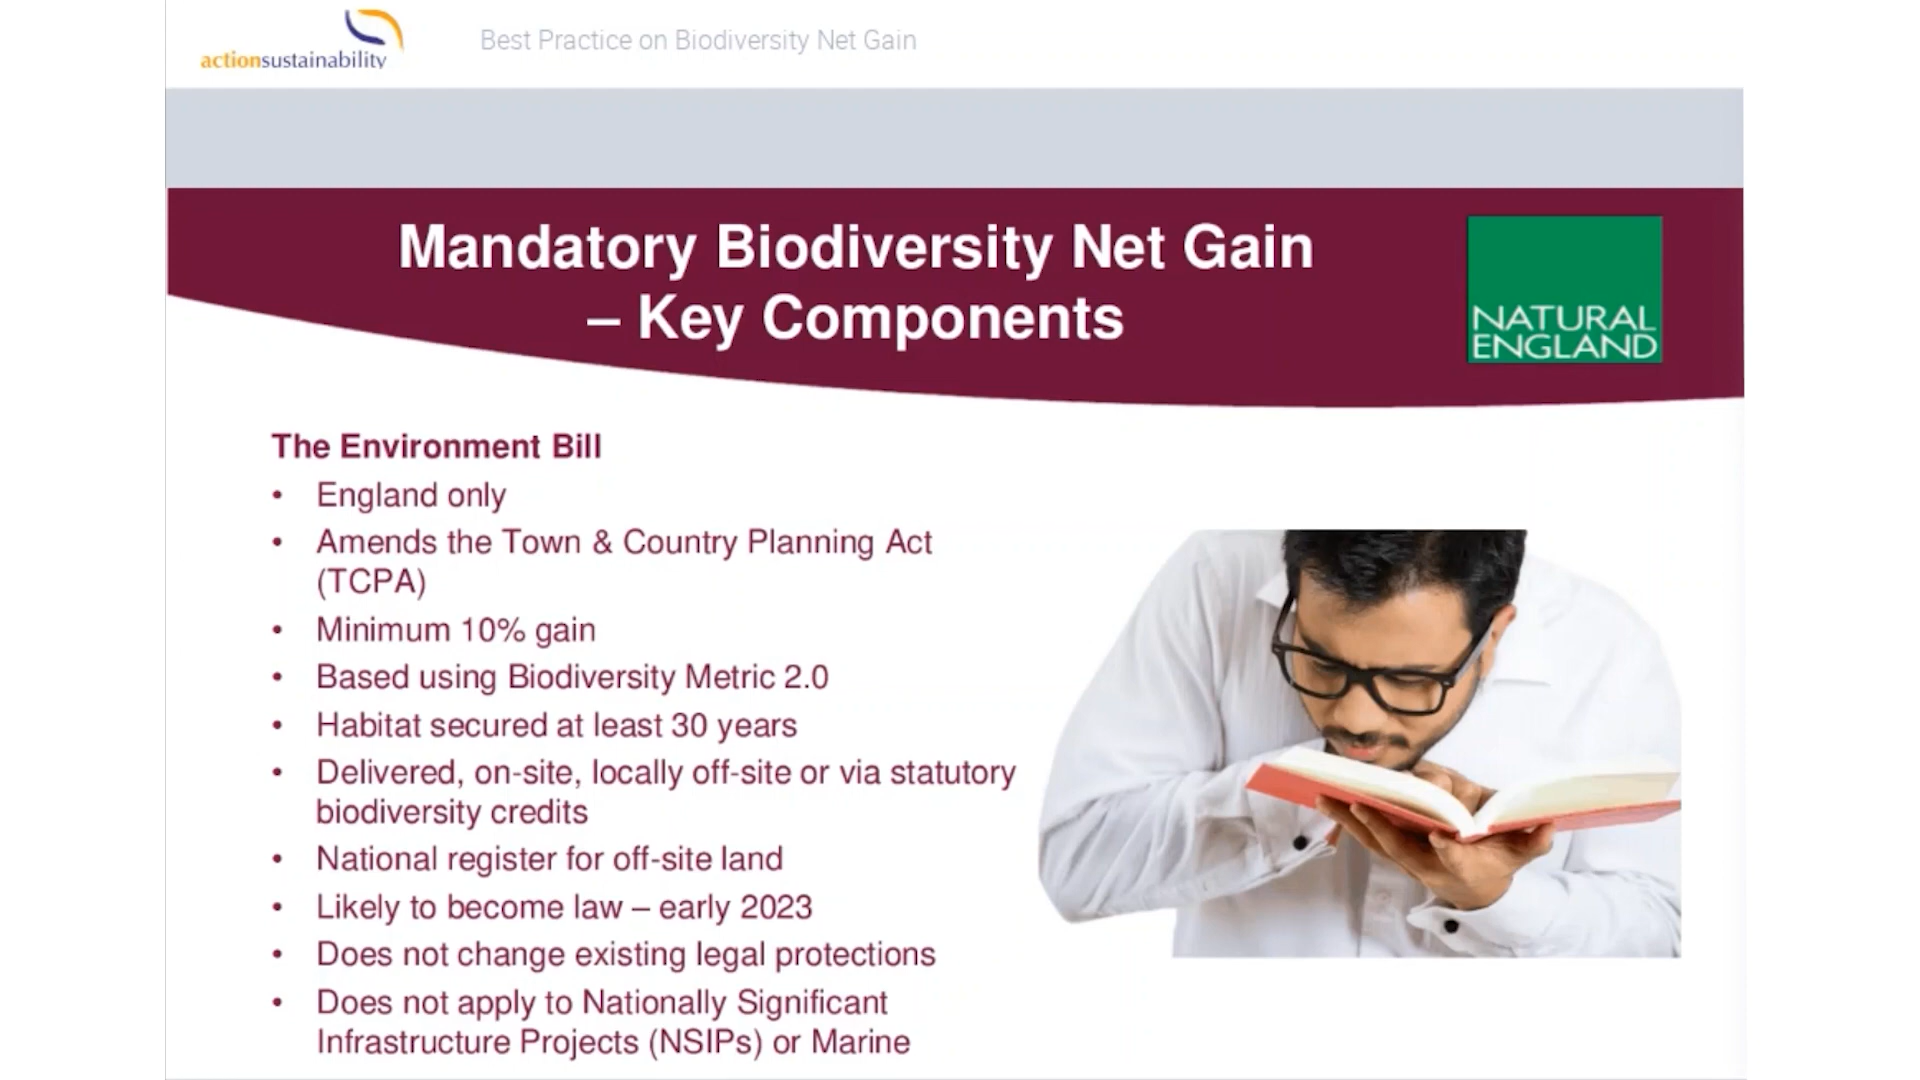 actionsustainability
Best Practice on Biodiversity Net Gain
Mandatory Biodiversity Net Gain
– Key Components
NATURAL
ENGLAND
The Environment Bill
• England only
• Amends the Town & Country Planning Act
(TCPA)
• Minimum 10% gain
• Based using Biodiversity Metric 2.0
• Habitat secured at least 30 years
• Delivered, on-site, locally off-site or via statutory
biodiversity credits
• National register for off-site land
• Likely to become law – early 2023
• Does not change existing legal protections
• Does not apply to Nationally Significant
Infrastructure Projects (NSIPs) or Marine